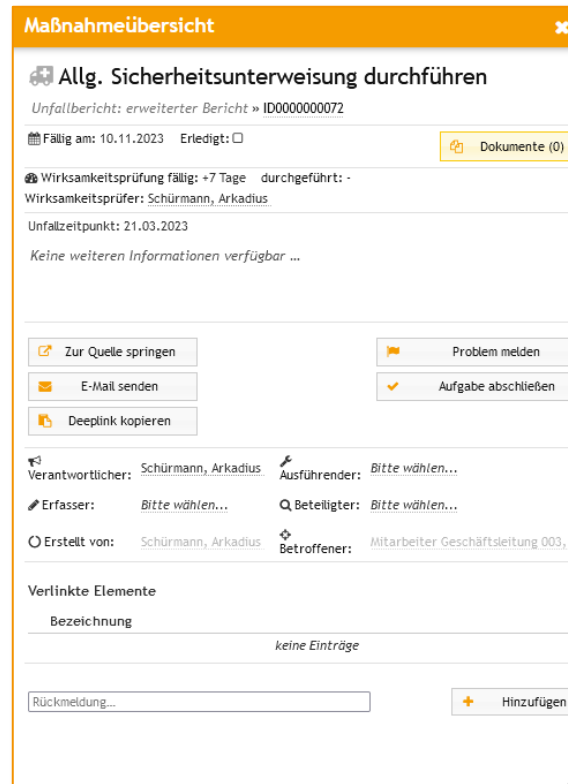 Maßnahmeübersicht
Allg. Sicherheitsunterweisung durchführen
Unfallbericht: erweiterter Bericht » ID0000000072
Fällig am: 10.11.2023 Erledigt:
Dokumente (0)
Wirksamkeitsprüfung fällig: +7 Tage durchgeführt: -
Wirksamkeitsprüfer: Schürmann, Arkadius
Unfallzeitpunkt: 21.03.2023
Keine weiteren Informationen verfügbar ...
Zur Quelle springen Problem melden
E-Mail senden Aufgabe abschließen
Deeplink kopieren
Verantwortlicher: Schürmann, Arkadius Ausführender: Bitte wählen...
Erfasser: Bitte wählen... Beteiligter: Bitte wählen...
Erstellt von: Schürmann, Arkadius Betroffener: Mitarbeiter Geschäftsleitung 003,
Verlinkte Elemente
Bezeichnung
keine Einträge
Rückmeldung... Hinzufügen